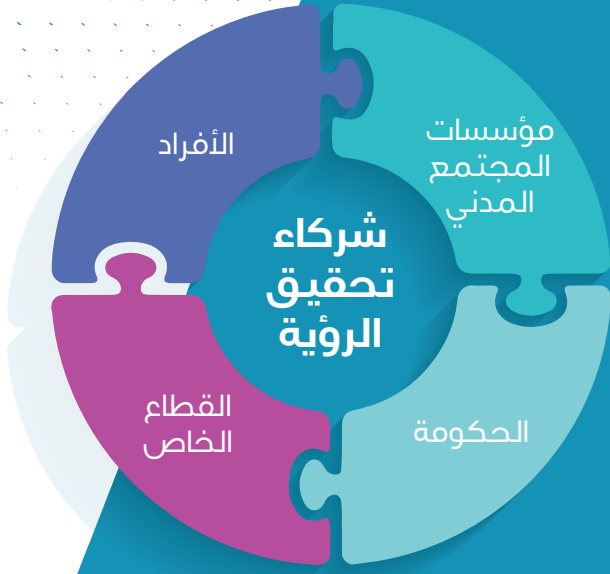 شركاء
تحقيق
الرؤية
مؤسسات
المجتمع
المدني
الأفراد
الحكومة
القطاع
الخاص